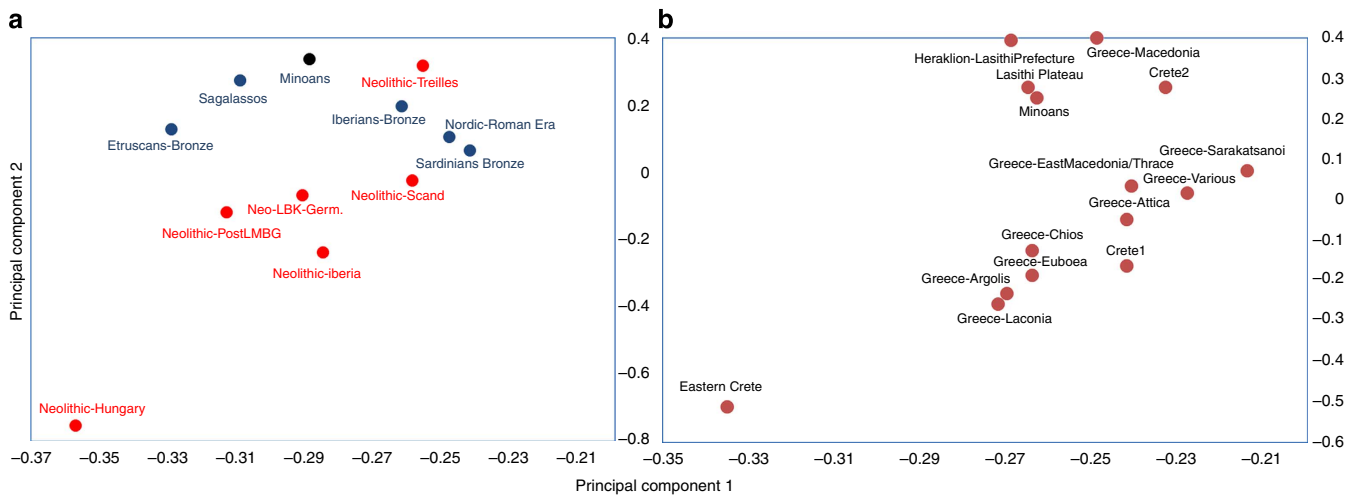 a
Principal component 2
Minoans
Neolithic-Treilles
Sagalassos
Iberians-Bronze
Nordic-Roman Era
Etruscans-Bronze
Sardinians Bronze
Neolithic-Scand
Neo-LBK-Germ.
Neolithic-PostLMBG
Neolithic-iberia
Neolithic-Hungary
0.4
0.2
0
–0.2
–0.4
–0.6
–0.8
–0.37 –0.35 –0.33 –0.31 –0.29 –0.27 –0.25 –0.23 –0.21
b
Heraklion-LasithiPrefecture
Greece-Macedonia
Lasithi Plateau
Crete2
Minoans
Greece-Sarakatsanoi
Greece-EastMacedonia/Thrace
Greece-Various
Greece-Attica
Greece-Chios
Crete1
Greece-Euboea
Greece-Argolis
Greece-Laconia
Eastern Crete
0.4
0.3
0.2
0.1
0
–0.1
–0.2
–0.3
–0.4
–0.5
–0.6
–0.35 –0.33 –0.31 –0.29 –0.27 –0.25 –0.23 –0.21
Principal component 1